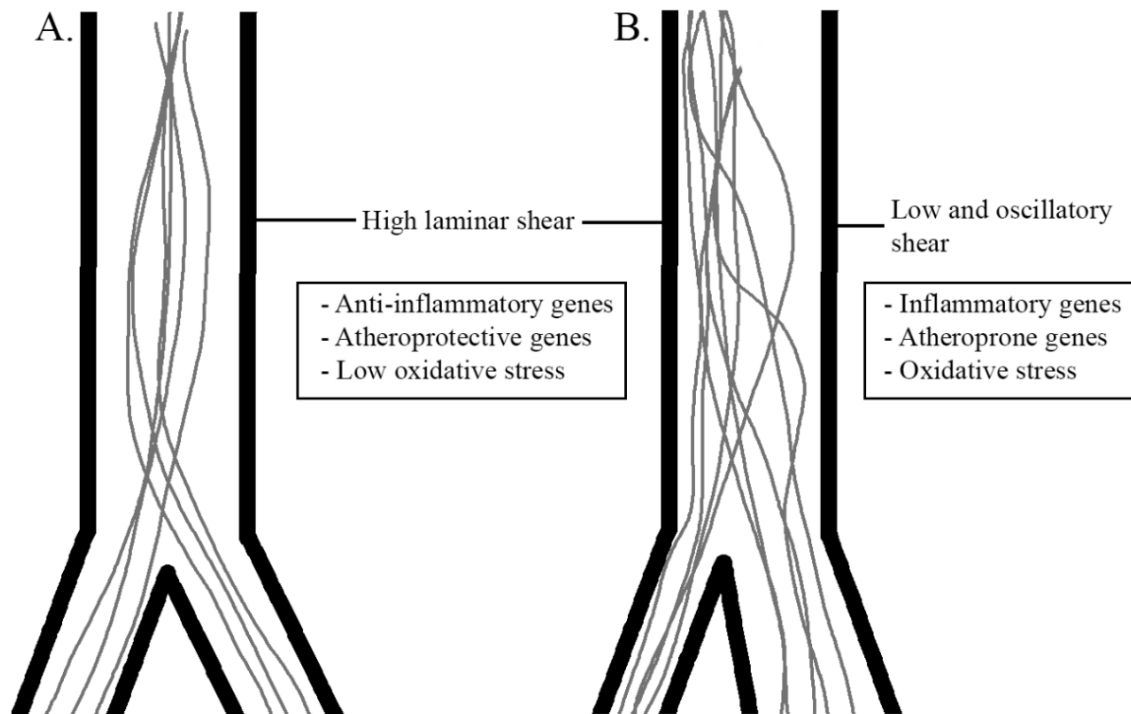 A.
B.
High laminar shear
- Anti-inflammatory genes
- Atheroprotective genes
- Low oxidative stress
Low and oscillatory
shear
- Inflammatory genes
- Atheroprone genes
- Oxidative stress